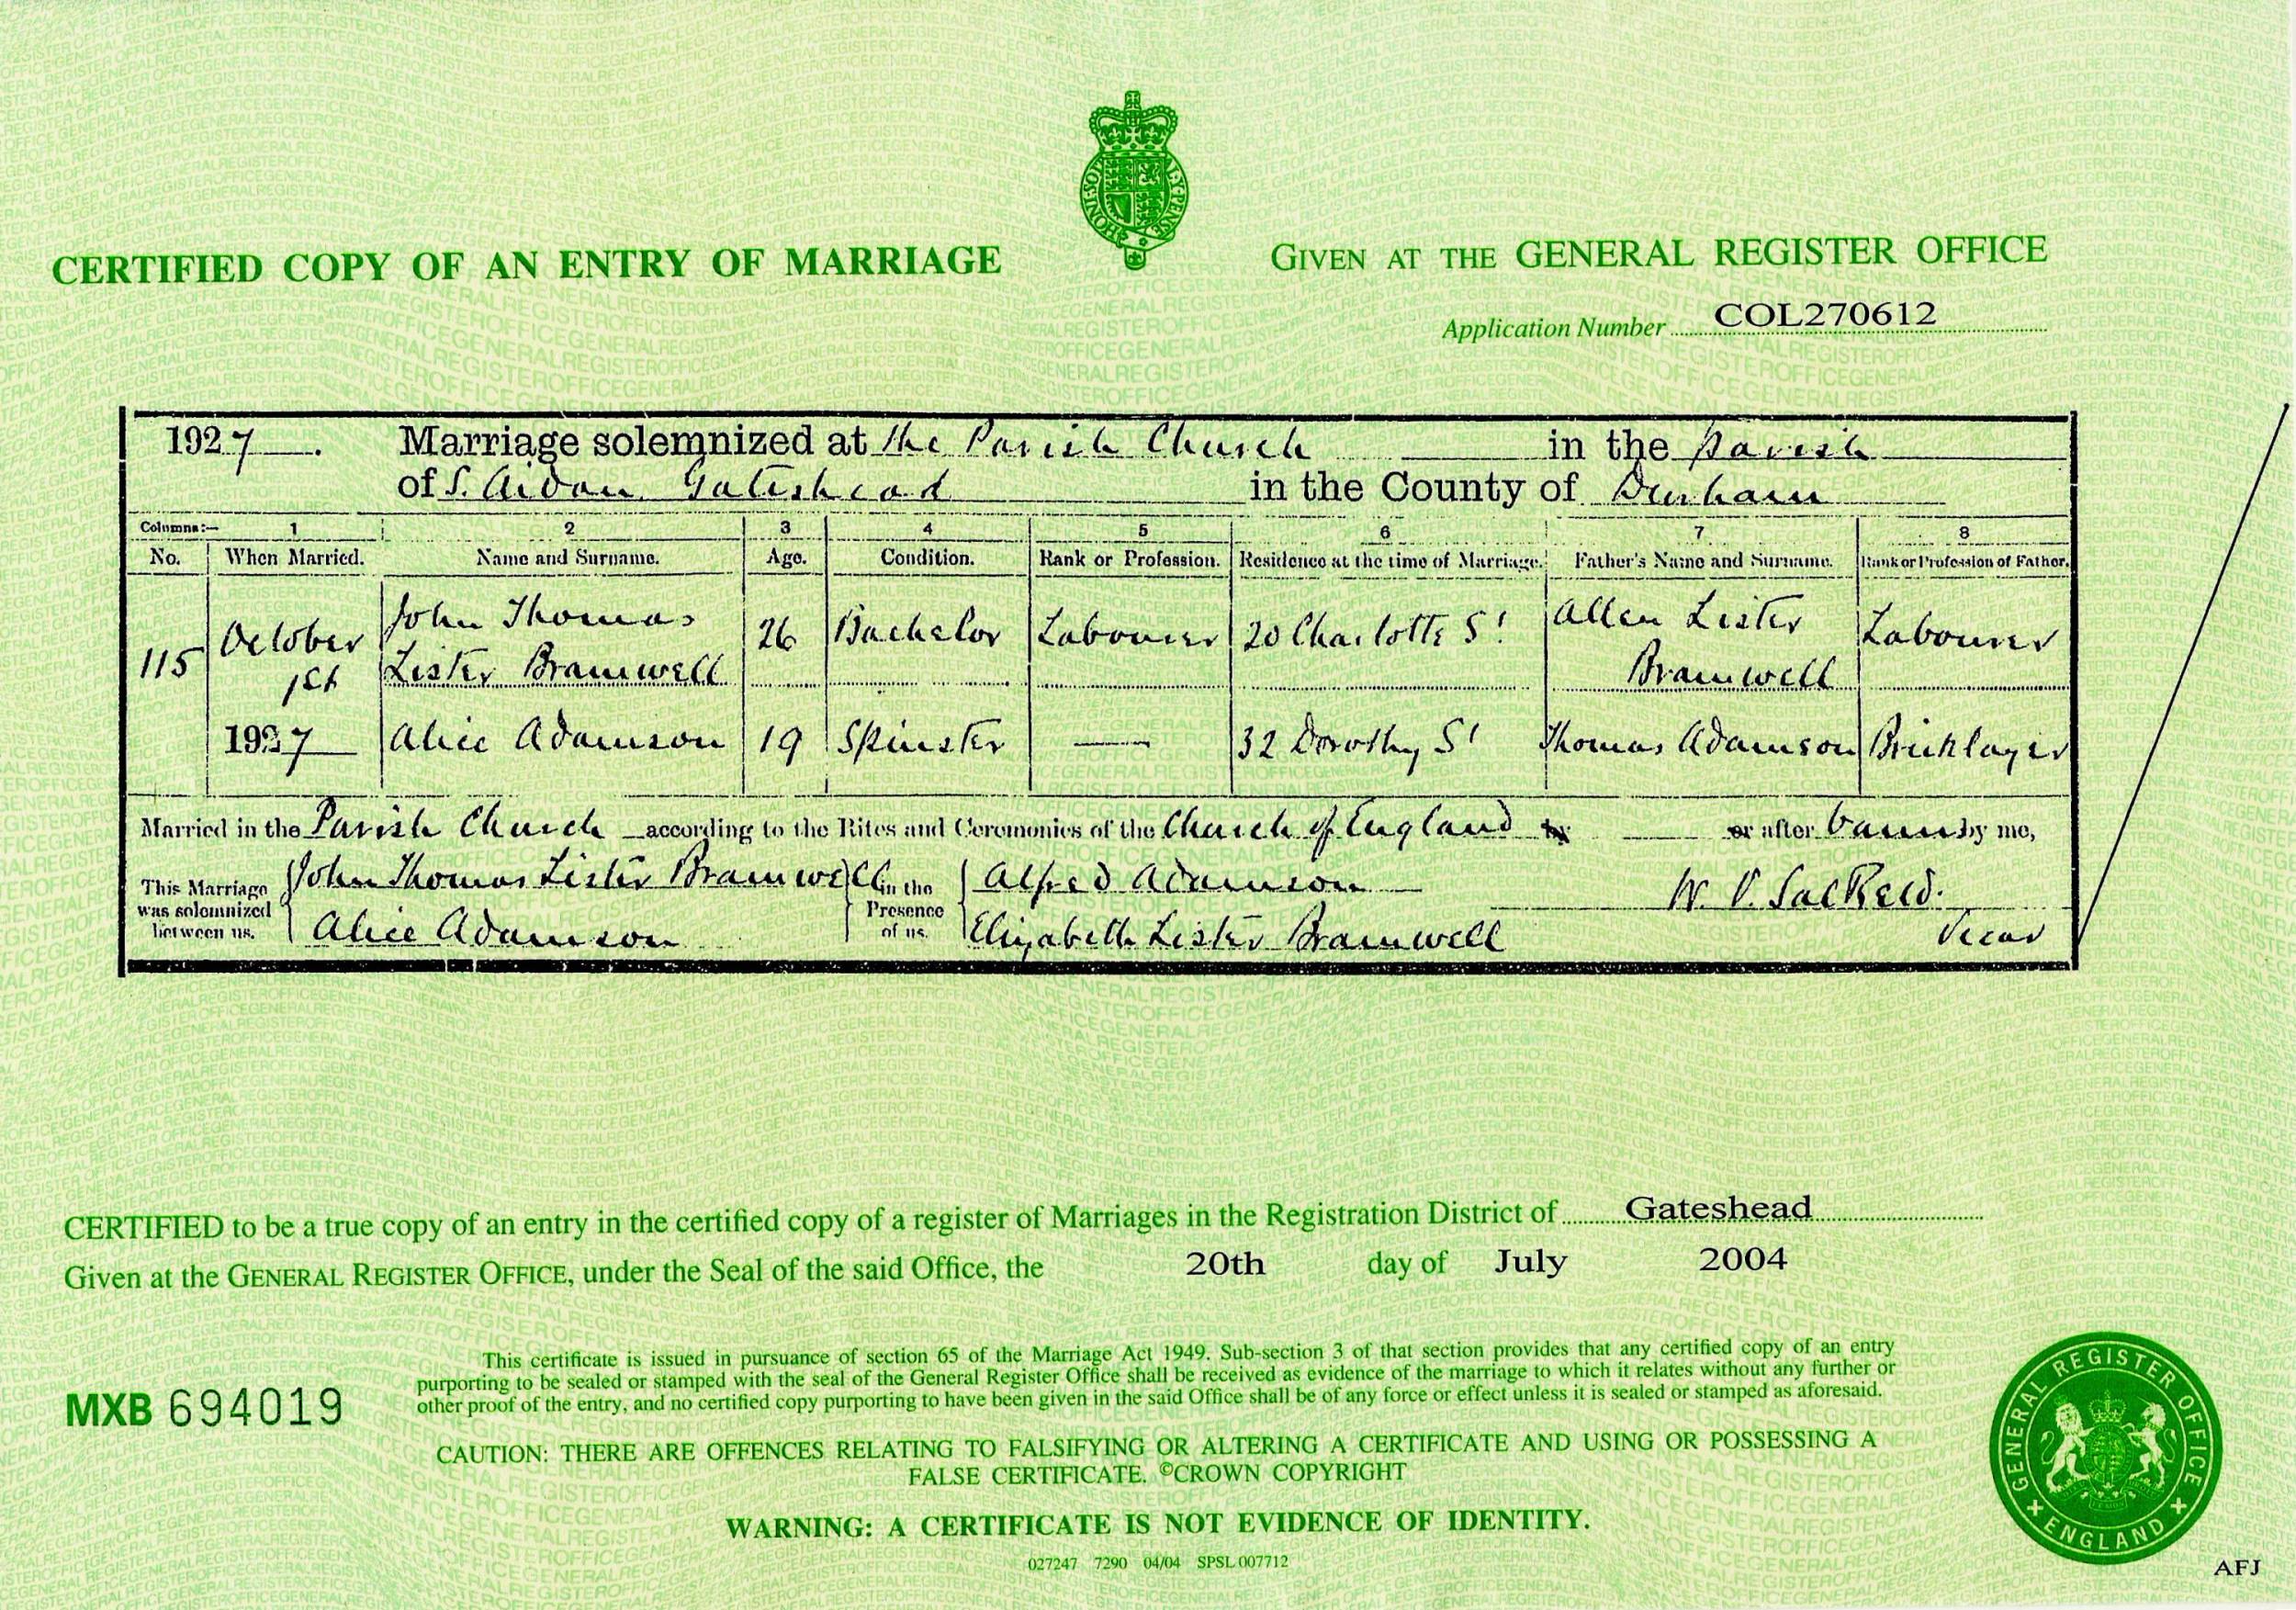 CERTIFIED COPY OF AN ENTRY OF MARRIAGE
GIVEN AT THE GENERAL REGISTER OFFICE
Application Number COL270612
1927. Marriage solemnized at the Parish Church in the Parish
of S. Aidan Gateshead in the County of Durham
Columns:— 1 2 3 4 5 6 7 8
No. When Married. Name and Surname. Age. Condition. Rank or Profession. Residence at the time of Marriage. Father's Name and Surname. Rank or Profession of Father.
115 October 1st 1927
John Thomas Lister Bramwell 26 Bachelor Labourer 20 Charlotte St Allen Lister Bramwell Labourer
Alice Adamson 19 Spinster — 32 Dorothy St Thomas Adamson Bricklayer
Married in the Parish Church according to the Rites and Ceremonies of the Church of England by — or after Banns by me,
This Marriage was solemnized between us,
John Thomas Lister Bramwell
Alice Adamson
in the Presence of us,
Alfred Adamson
Elizabeth Lister Bramwell
W. V. Salkeld.
Vicar
CERTIFIED to be a true copy of an entry in the certified copy of a register of Marriages in the Registration District of Gateshead
Given at the GENERAL REGISTER OFFICE, under the Seal of the said Office, the 20th day of July 2004
MXB 694019
This certificate is issued in pursuance of section 65 of the Marriage Act 1949. Sub-section 3 of that section provides that any certified copy of an entry
purporting to be sealed or stamped with the seal of the General Register Office shall be received as evidence of the marriage to which it relates without any further or
other proof of the entry, and no certified copy purporting to have been given in the said Office shall be of any force or effect unless it is sealed or stamped as aforesaid.
CAUTION: THERE ARE OFFENCES RELATING TO FALSIFYING OR ALTERING A CERTIFICATE AND USING OR POSSESSING A
FALSE CERTIFICATE. ©CROWN COPYRIGHT
WARNING: A CERTIFICATE IS NOT EVIDENCE OF IDENTITY.
027247 7290 04/04 SPSL 007712
GENERAL REGISTER OFFICE
ENGLAND
AFJ